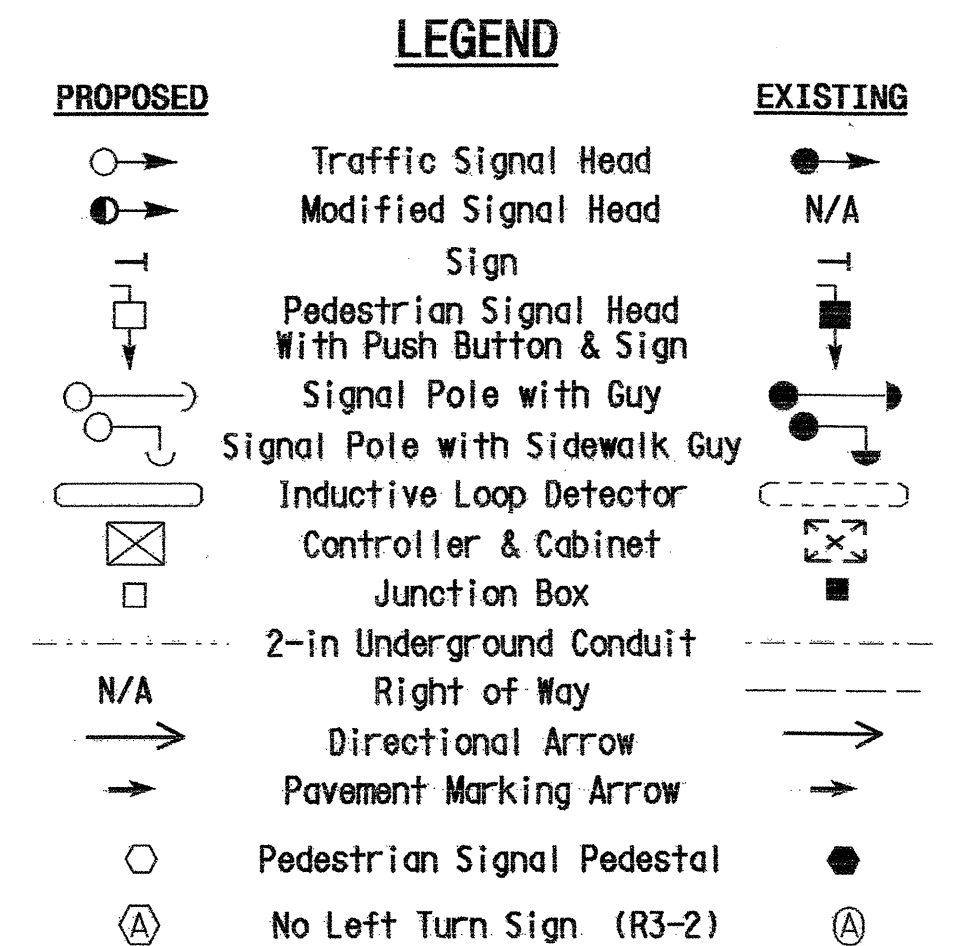 LEGEND
PROPOSED EXISTING
Traffic Signal Head
Modified Signal Head N/A
Sign
Pedestrian Signal Head
With Push Button & Sign
Signal Pole with Guy
Signal Pole with Sidewalk Guy
Inductive Loop Detector
Controller & Cabinet
Junction Box
2-in Underground Conduit
N/A Right of Way
Directional Arrow
Pavement Marking Arrow
Pedestrian Signal Pedestal
A No Left Turn Sign (R3-2) A